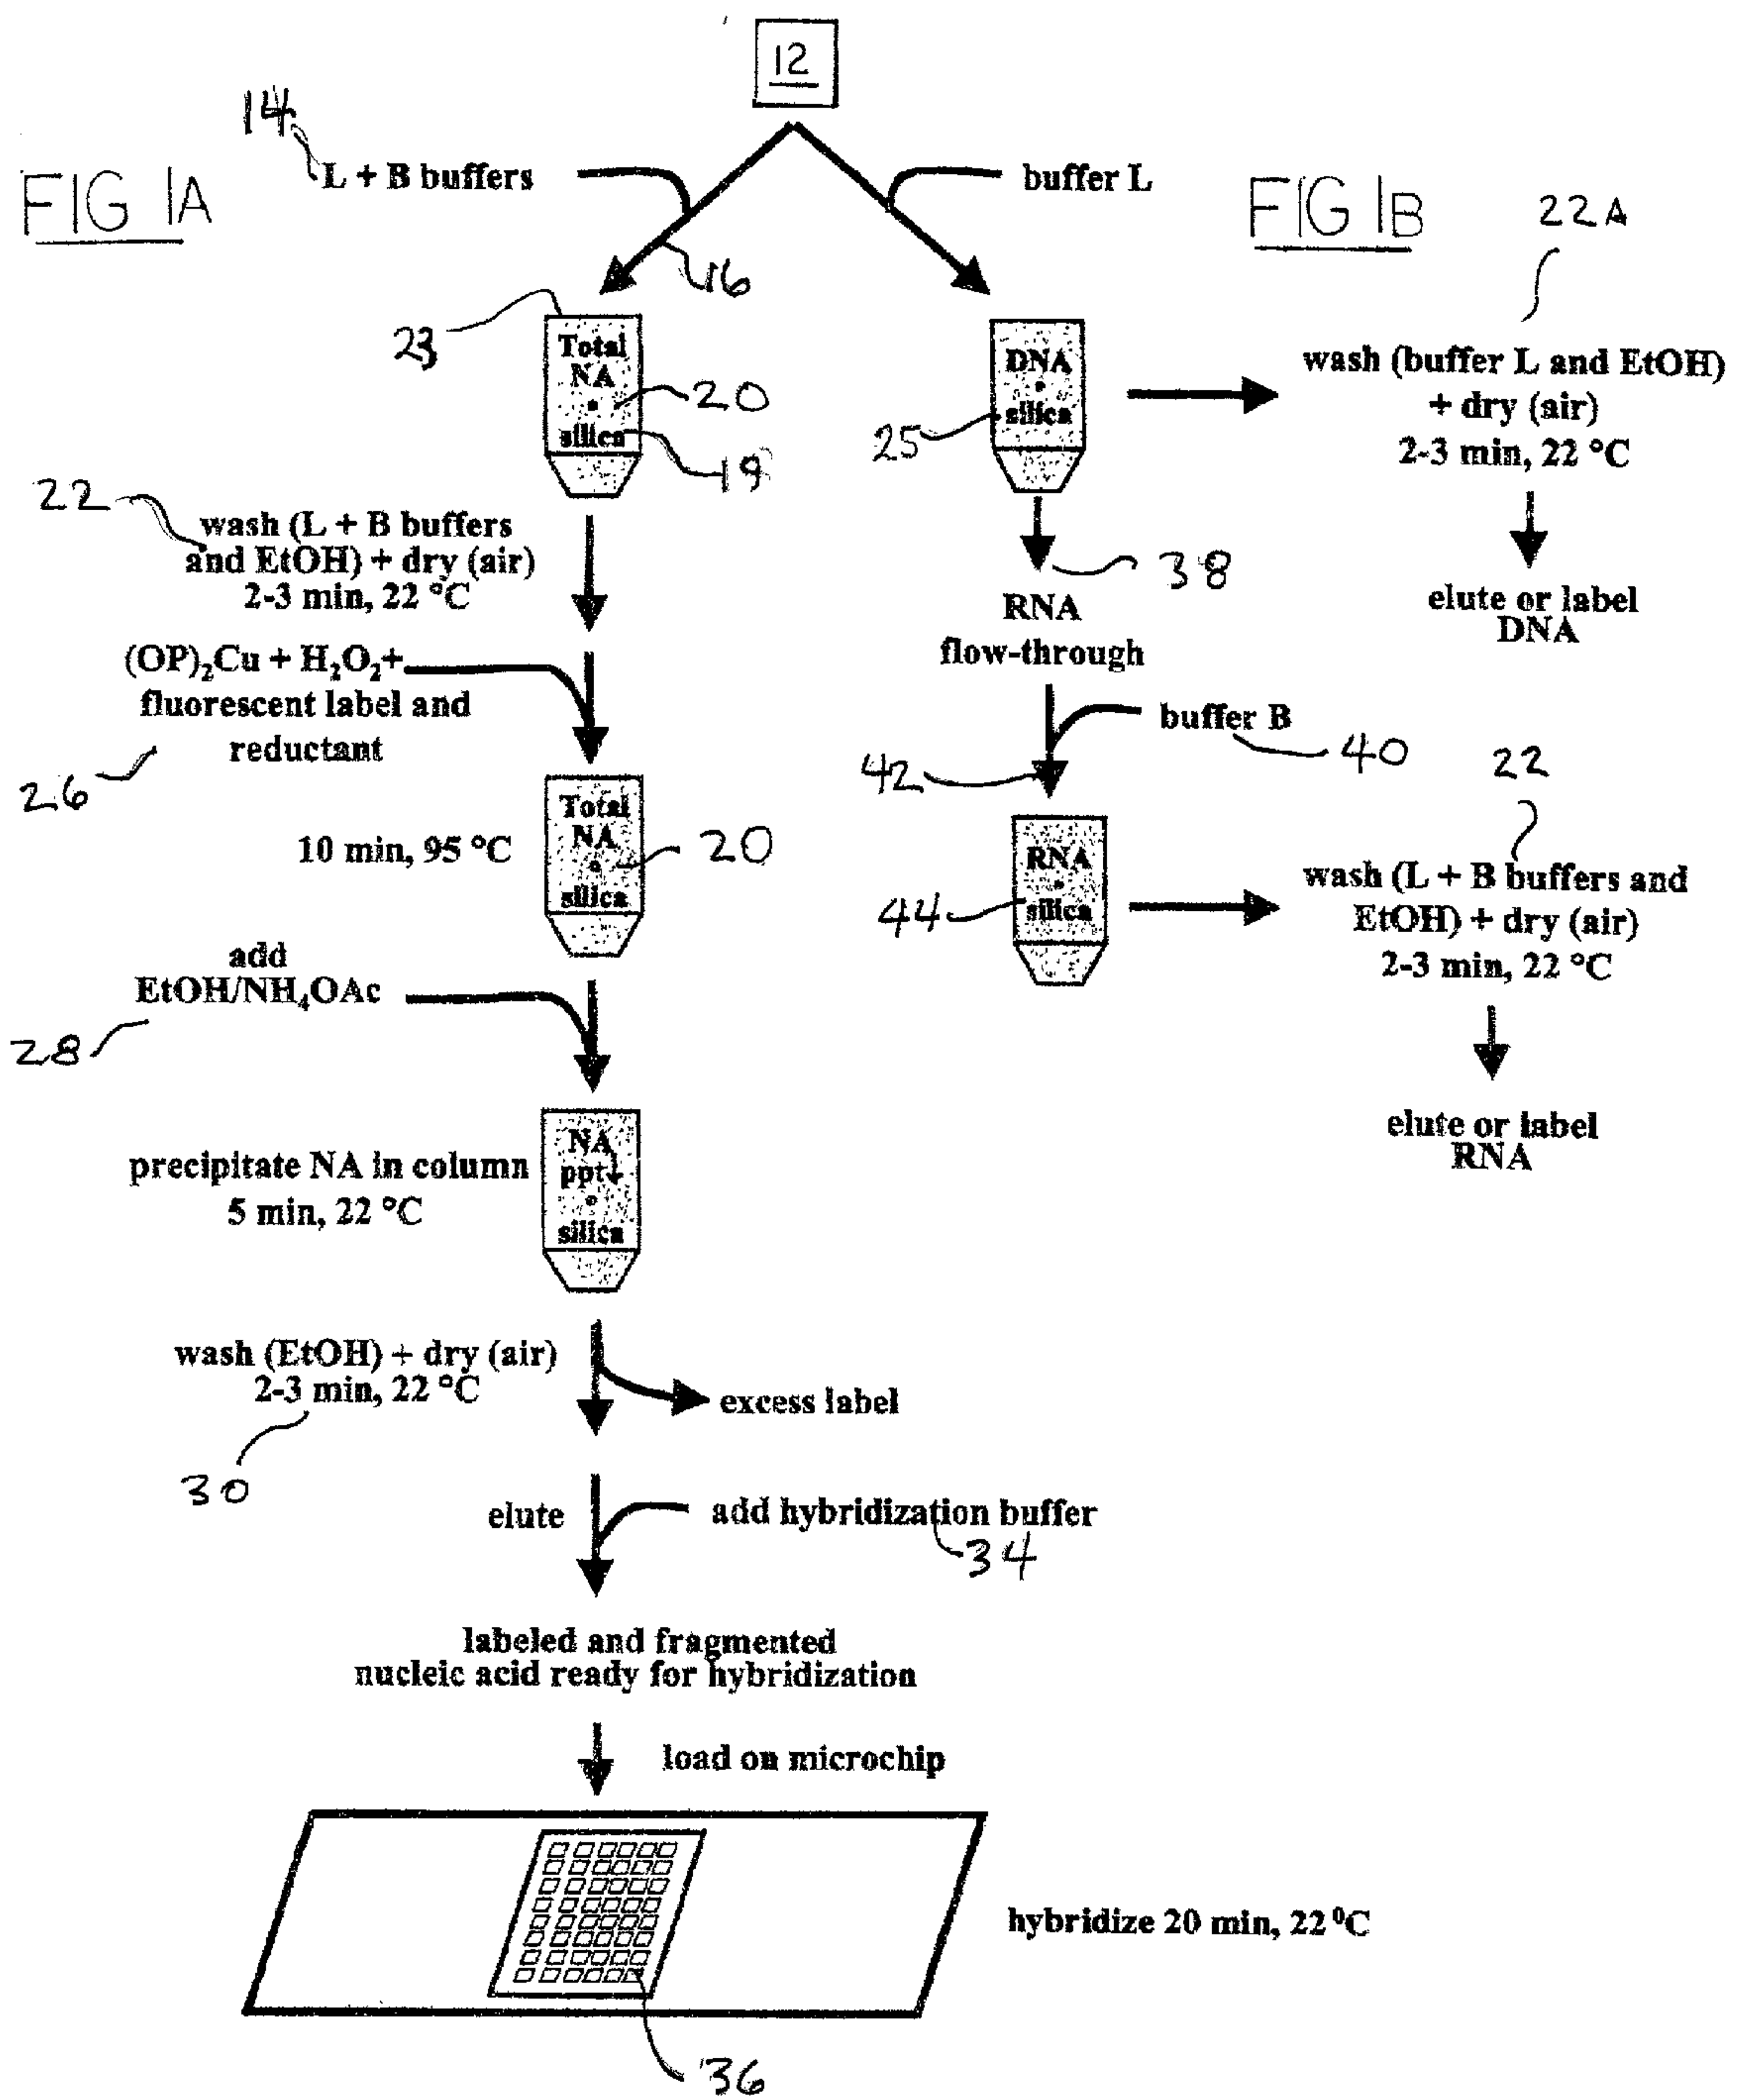 12
14
L + B buffers
buffer L
FIG 1A
FIG 1B
22A
16
23
Total
NA
•
silica
20
19
DNA
•
silica
25
wash (buffer L and EtOH)
+ dry (air)
2-3 min, 22 °C
22
wash (L + B buffers
and EtOH) + dry (air)
2-3 min, 22 °C
38
RNA
flow-through
elute or label
DNA
(OP)₂Cu + H₂O₂+
fluorescent label and
reductant
26
buffer B
40
42
22
10 min, 95 °C
Total
NA
•
silica
20
RNA
•
silica
44
wash (L + B buffers and
EtOH) + dry (air)
2-3 min, 22 °C
add
EtOH/NH₄OAc
28
elute or label
RNA
precipitate NA in column
5 min, 22 °C
NA
ppt↓
•
silica
wash (EtOH) + dry (air)
2-3 min, 22 °C
30
excess label
elute
add hybridization buffer
34
labeled and fragmented
nucleic acid ready for hybridization
load on microchip
hybridize 20 min, 22 ⁰C
36